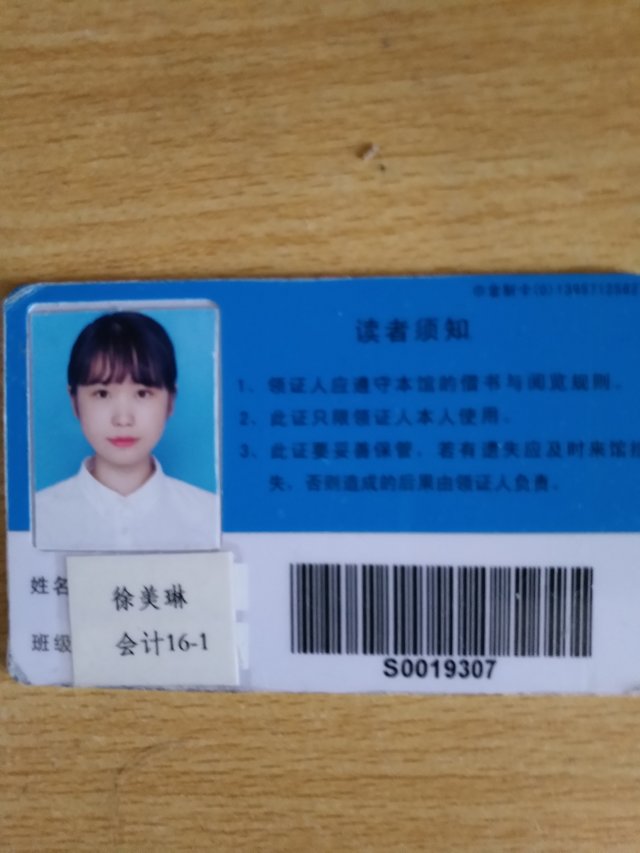 读者须知
1、领证人应遵守本馆的借书与阅览规则。
2、此证只限领证人本人使用。
3、此证要妥善保管，若有遗失应及时来馆
失，否则造成的后果由领证人负责。
姓名
徐美琳
班级
会计16-1
S0019307